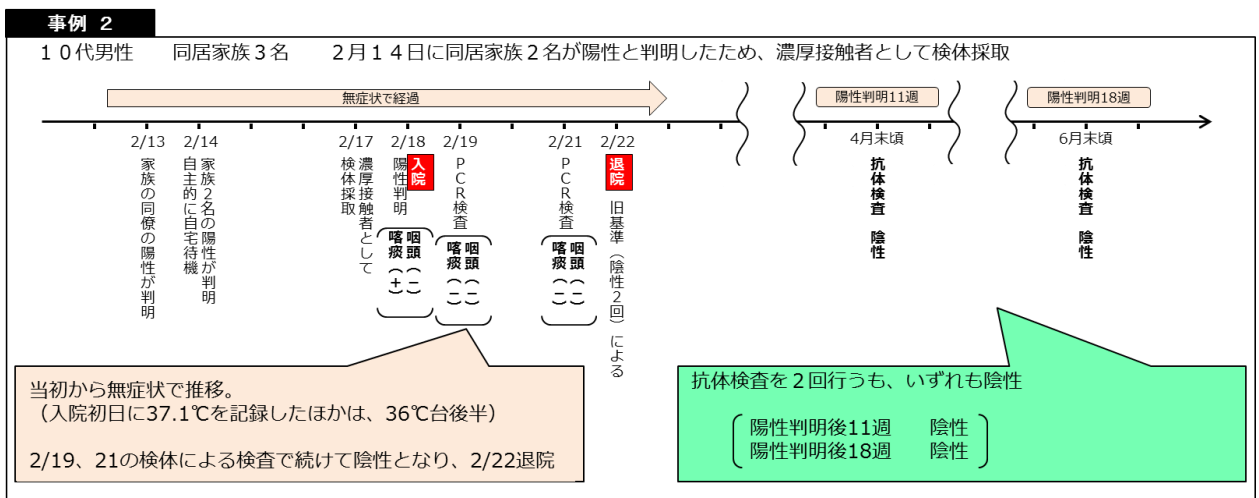 事例 2
１０代男性　　同居家族３名　　２月１４日に同居家族２名が陽性と判明したため、濃厚接触者として検体採取
無症状で経過
陽性判明11週
陽性判明18週
2/13
2/14
2/17
2/18
2/19
2/21
2/22
4月末頃
6月末頃
家族の同僚の陽性が判明
家族２名の陽性が判明
自主的に自宅待機
濃厚接触者として
検体採取
陽性判明
入院
咽頭（－）
喀痰（＋）
ＰＣＲ検査
咽頭（－）
喀痰（－）
ＰＣＲ検査
咽頭（－）
喀痰（－）
退院
旧基準（陰性２回）による
抗体検査　陰性
抗体検査　陰性
当初から無症状で推移。
（入院初日に37.1℃を記録したほかは、36℃台後半）
2/19、21の検体による検査で続けて陰性となり、2/22退院
抗体検査を２回行うも、いずれも陰性
陽性判明後11週　　陰性
陽性判明後18週　　陰性